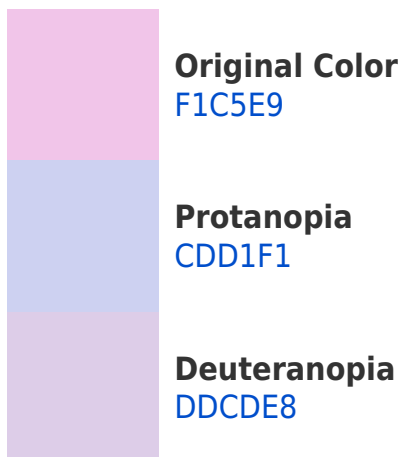 Original Color
F1C5E9
Protanopia
CDD1F1
Deuteranopia
DDCDE8